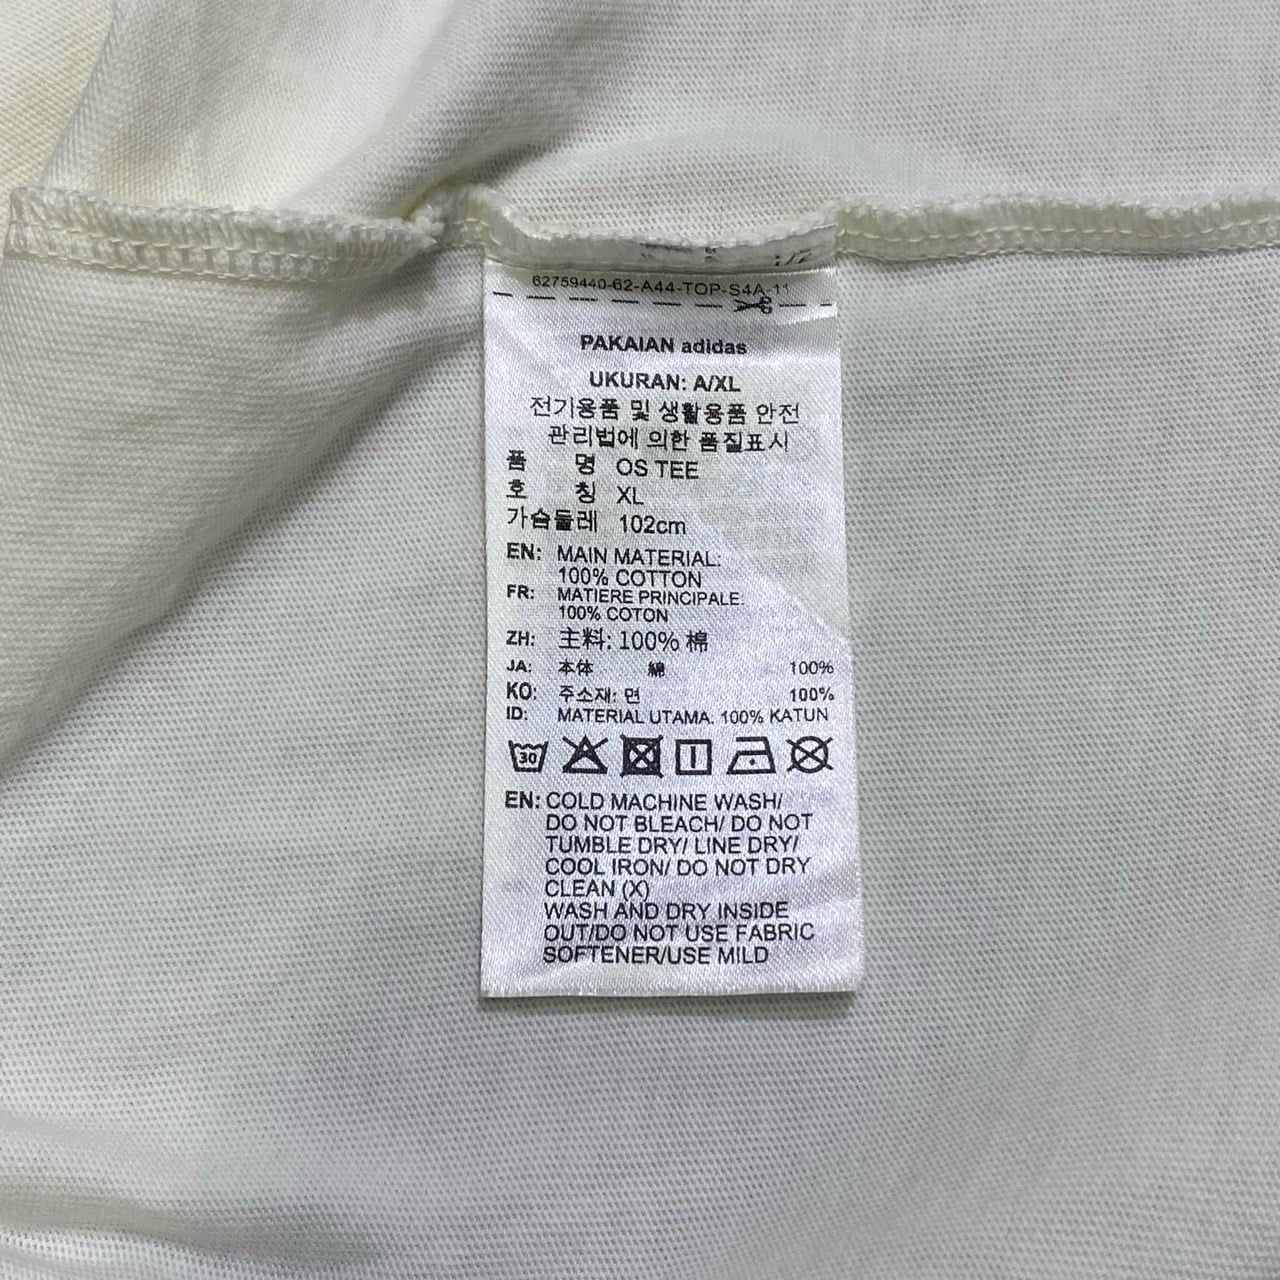 62759440-62-A44-TOP-S4A-11
PAKAIAN adidas
UKURAN: A/XL
전기용품 및 생활용품 안전
관리법에 의한 품질표시
품 명 OS TEE
호 칭 XL
가슴둘레 102cm
EN: MAIN MATERIAL:
100% COTTON
FR: MATIERE PRINCIPALE:
100% COTON
ZH: 主料: 100% 棉
JA: 本体 綿 100%
KO: 주소재: 면 100%
ID: MATERIAL UTAMA: 100% KATUN
30
EN: COLD MACHINE WASH/
DO NOT BLEACH/ DO NOT
TUMBLE DRY/ LINE DRY/
COOL IRON/ DO NOT DRY
CLEAN (X)
WASH AND DRY INSIDE
OUT/DO NOT USE FABRIC
SOFTENER/USE MILD